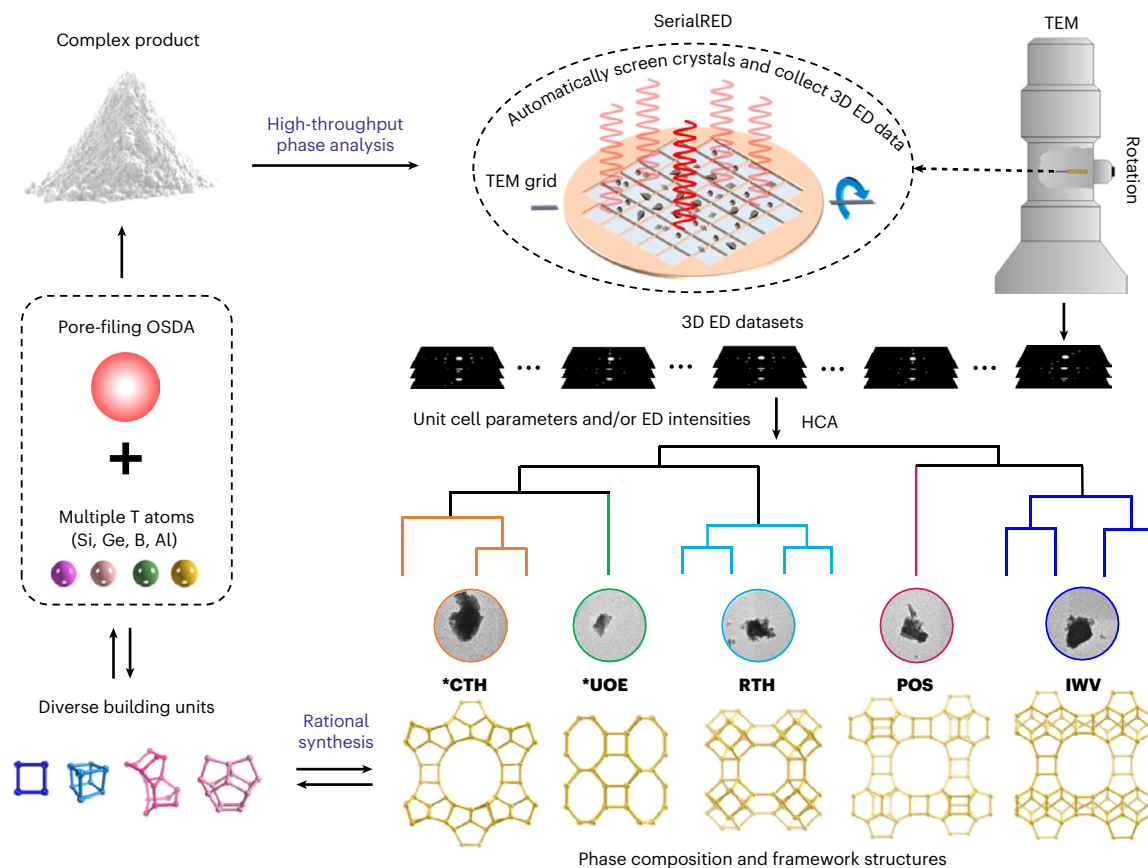 SerialRED
TEM
Complex product
Automatically screen crystals and collect 3D ED data
High-throughput
phase analysis
TEM grid
Rotation
3D ED datasets
Pore-filing OSDA
Unit cell parameters and/or ED intensities
HCA
+
Multiple T atoms
(Si, Ge, B, Al)
*CTH
*UOE
RTH
POS
IWV
Diverse building units
Rational
synthesis
Phase composition and framework structures